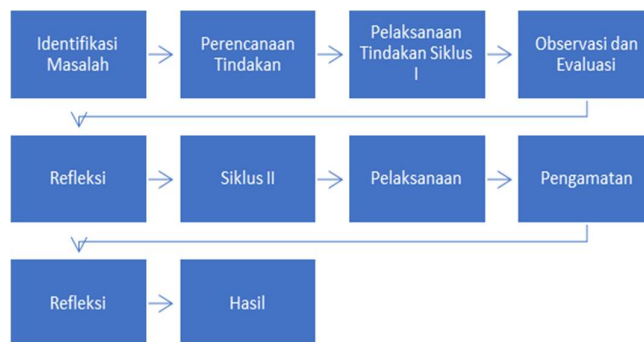 Identifikasi
Masalah
Perencanaan
Tindakan
Pelaksanaan
Tindakan Siklus
I
Observasi dan
Evaluasi
Refleksi
Siklus II
Pelaksanaan
Pengamatan
Refleksi
Hasil